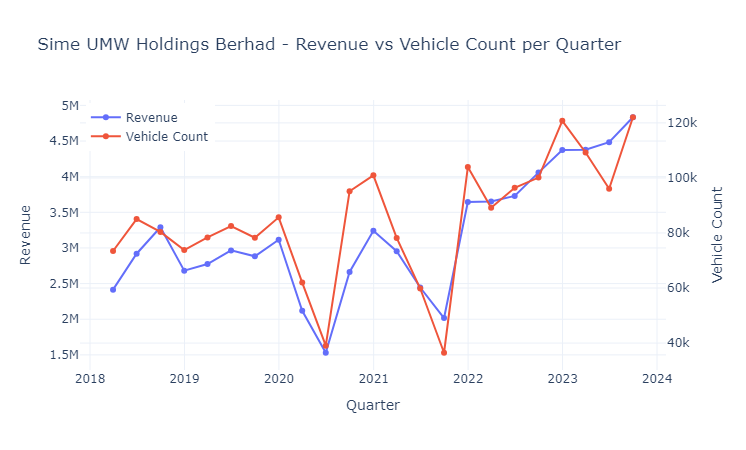 Sime UMW Holdings Berhad - Revenue vs Vehicle Count per Quarter
Revenue
Vehicle Count
5M
4.5M
4M
3.5M
3M
2.5M
2M
1.5M
120k
100k
80k
60k
40k
Revenue
Vehicle Count
2018
2019
2020
2021
2022
2023
2024
Quarter